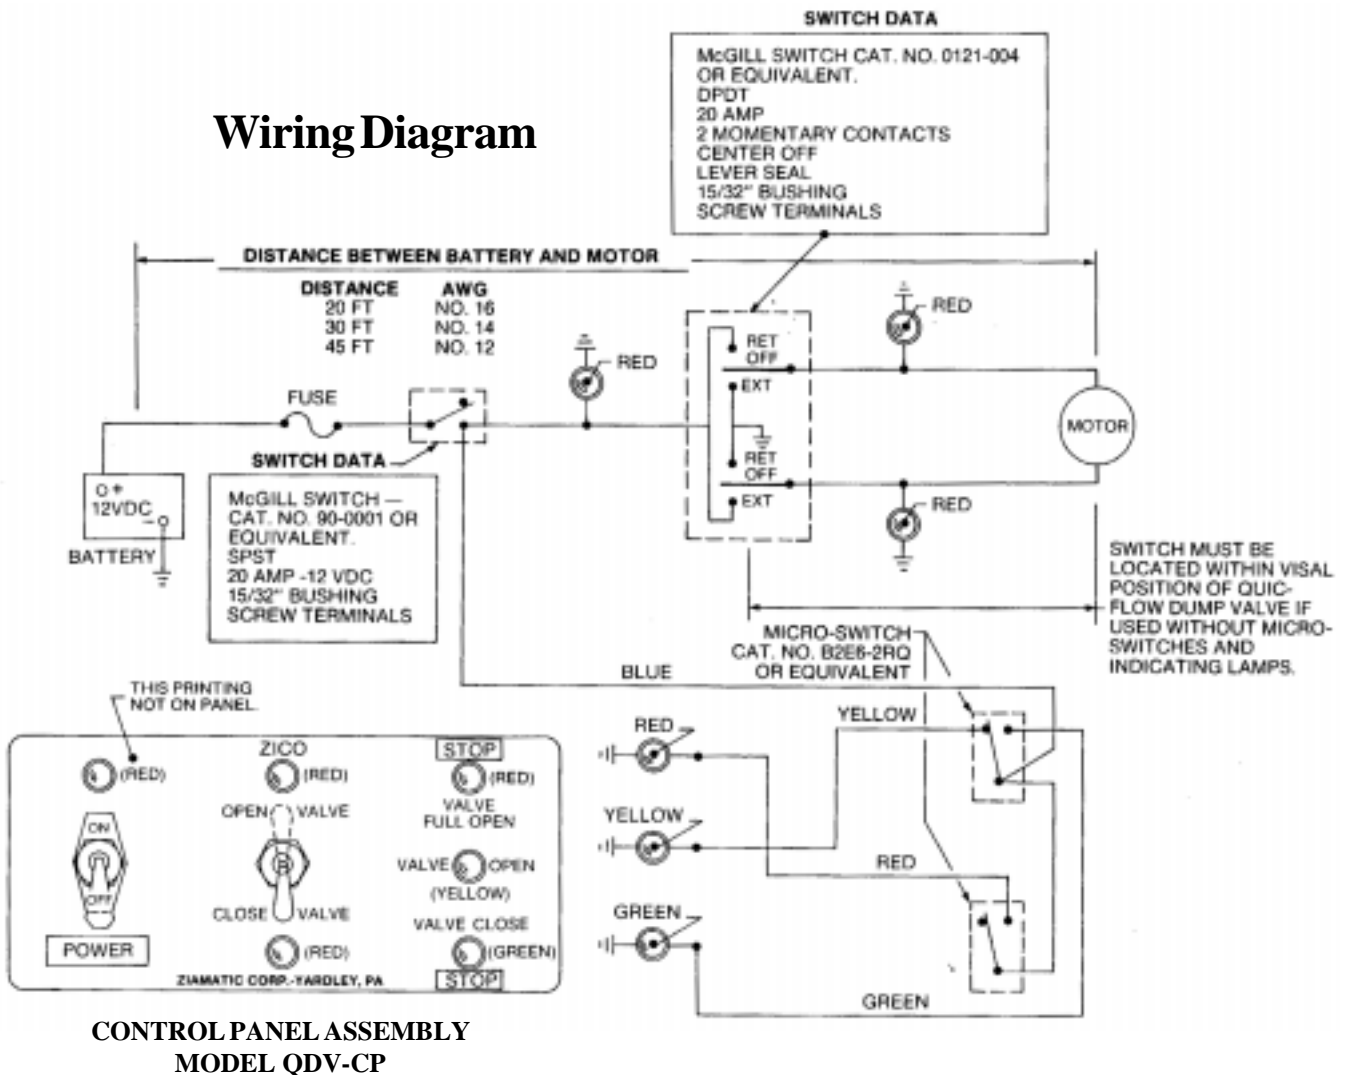 SWITCH DATA
McGILL SWITCH CAT. NO. 0121-004
OR EQUIVALENT.
DPDT
20 AMP
2 MOMENTARY CONTACTS
CENTER OFF
LEVER SEAL
15/32" BUSHING
SCREW TERMINALS
Wiring Diagram
DISTANCE BETWEEN BATTERY AND MOTOR
DISTANCE AWG
20 FT NO. 16
30 FT NO. 14
45 FT NO. 12
RED
RED
RET
OFF
EXT
RET
OFF
EXT
FUSE
MOTOR
RED
SWITCH DATA
McGILL SWITCH —
CAT. NO. 90-0001 OR
EQUIVALENT.
SPST
20 AMP -12 VDC
15/32" BUSHING
SCREW TERMINALS
+
12VDC
-
BATTERY
SWITCH MUST BE
LOCATED WITHIN VISAL
POSITION OF QUIC-
FLOW DUMP VALVE IF
USED WITHOUT MICRO-
SWITCHES AND
INDICATING LAMPS.
MICRO-SWITCH
CAT. NO. B2E6-2RQ
OR EQUIVALENT
BLUE
YELLOW
RED
YELLOW
RED
GREEN
GREEN
THIS PRINTING
NOT ON PANEL.
(RED)
ZICO
(RED)
STOP
(RED)
VALVE
FULL OPEN
OPEN VALVE
ON
OFF
VALVE OPEN
(YELLOW)
CLOSE VALVE
VALVE CLOSE
POWER
(RED)
(GREEN)
STOP
ZIAMATIC CORP.-YARDLEY, PA
CONTROL PANEL ASSEMBLY
MODEL QDV-CP